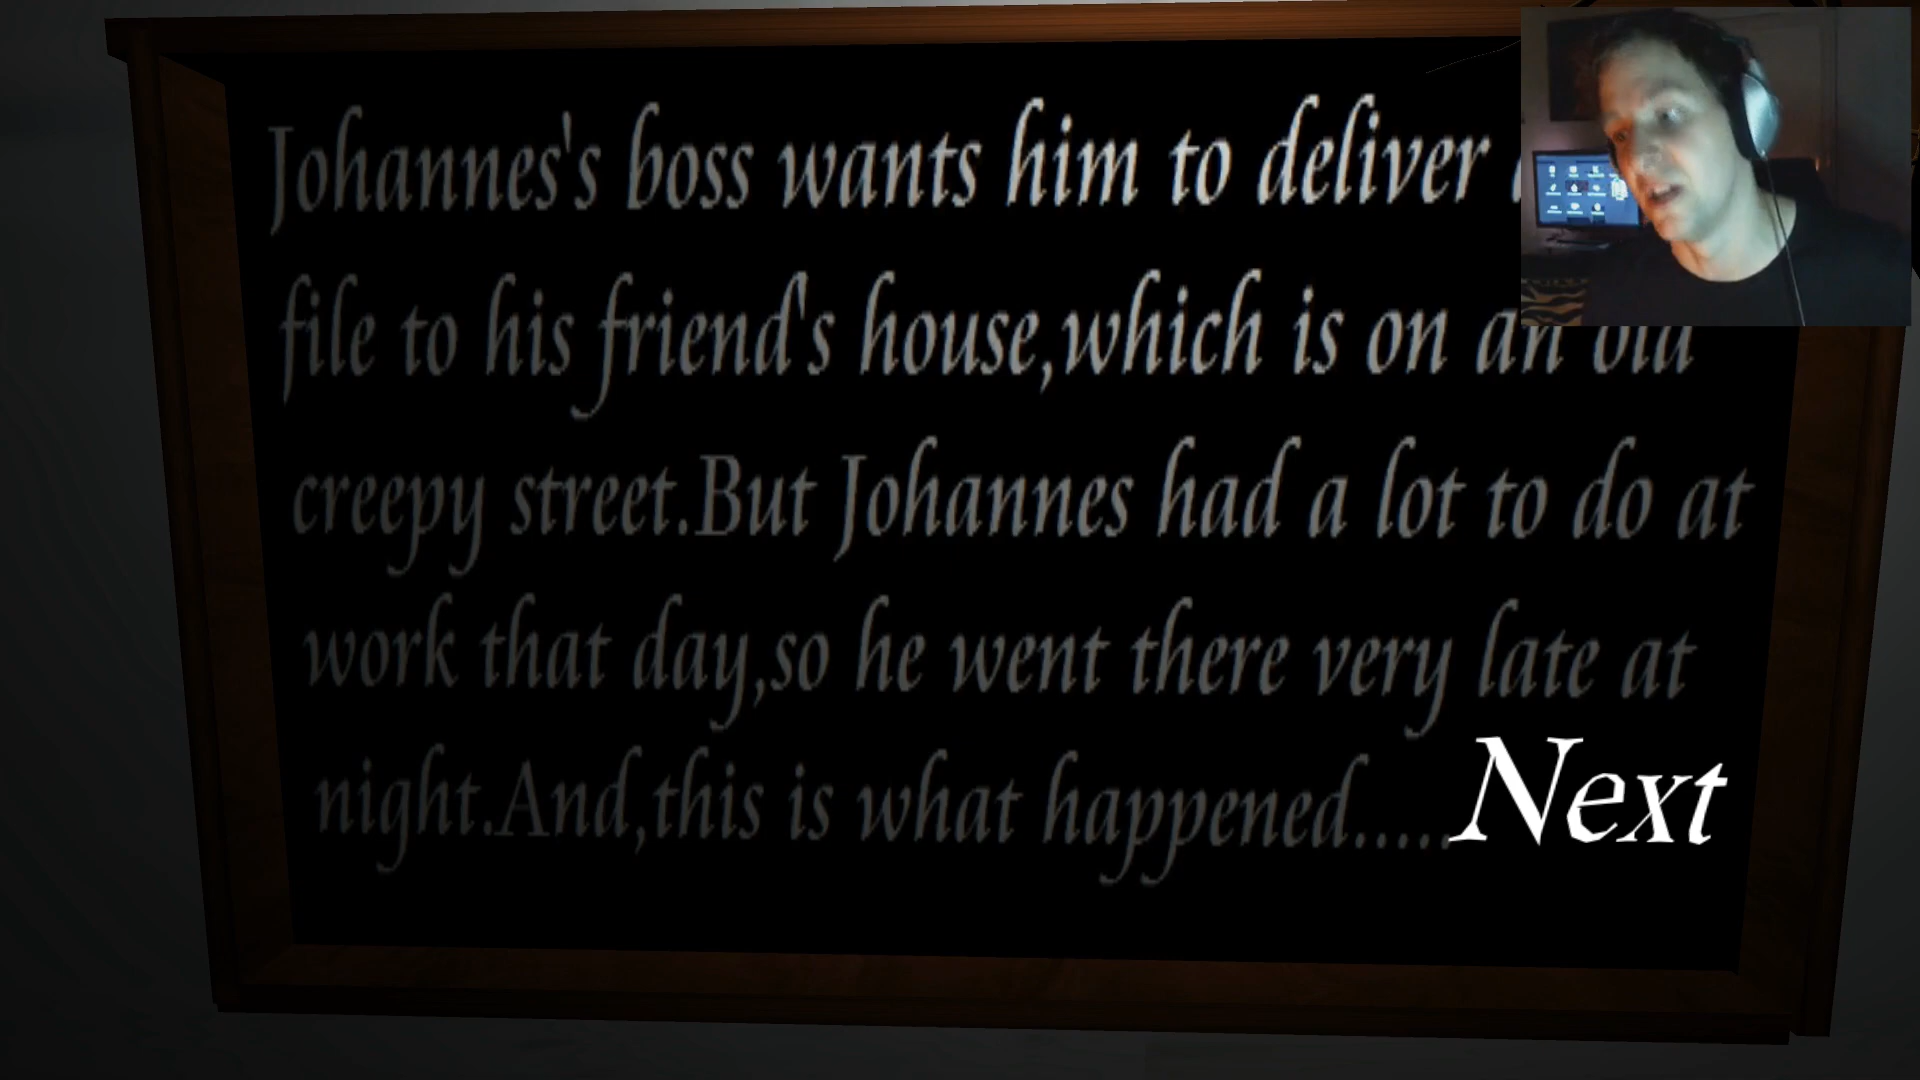 Johannes's boss wants him to deliver
file to his friend's house,which is on an old
creepy street.But Johannes had a lot to do at
work that day,so he went there very late at
night.And,this is what happened.....
Next